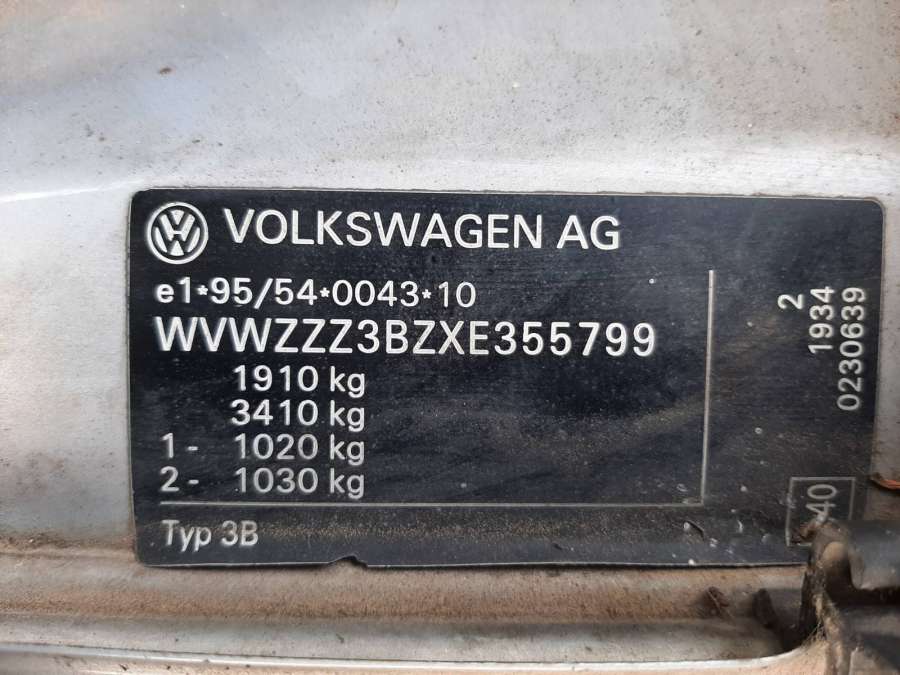 VOLKSWAGEN AG
e1*95/54*0043*10
WVWZZZ3BZXE355799
1910 kg
3410 kg
1- 1020 kg
2- 1030 kg
Typ 3B
2
1934
0230639
40